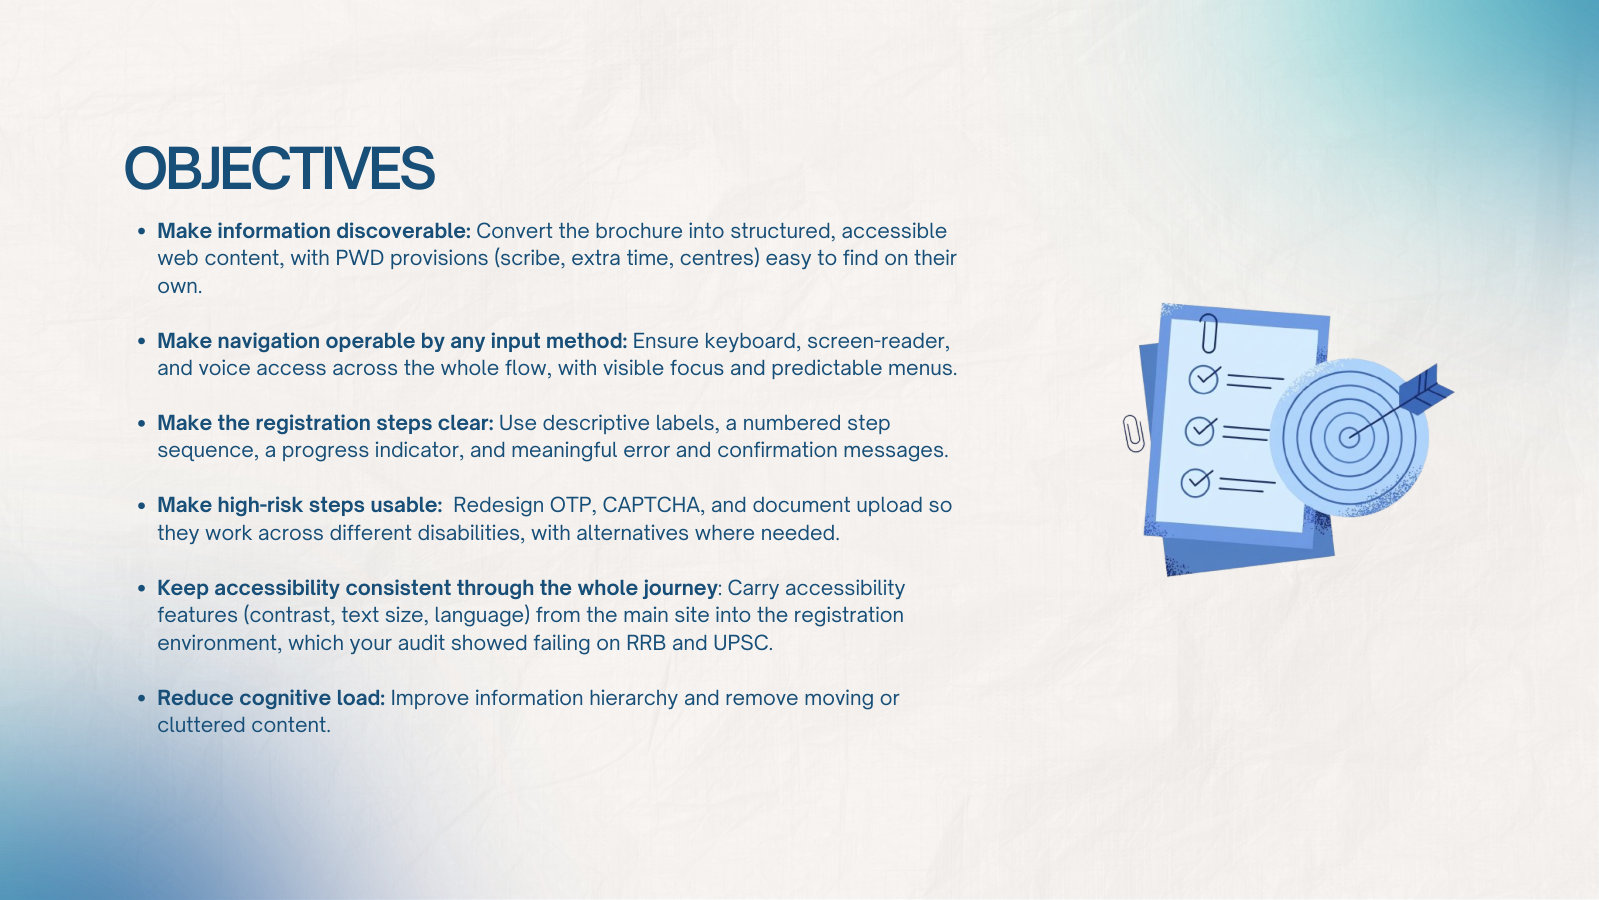 OBJECTIVES
• Make information discoverable: Convert the brochure into structured, accessible
web content, with PWD provisions (scribe, extra time, centres) easy to find on their
own.
• Make navigation operable by any input method: Ensure keyboard, screen-reader,
and voice access across the whole flow, with visible focus and predictable menus.
• Make the registration steps clear: Use descriptive labels, a numbered step
sequence, a progress indicator, and meaningful error and confirmation messages.
• Make high-risk steps usable:  Redesign OTP, CAPTCHA, and document upload so
they work across different disabilities, with alternatives where needed.
• Keep accessibility consistent through the whole journey: Carry accessibility
features (contrast, text size, language) from the main site into the registration
environment, which your audit showed failing on RRB and UPSC.
• Reduce cognitive load: Improve information hierarchy and remove moving or
cluttered content.